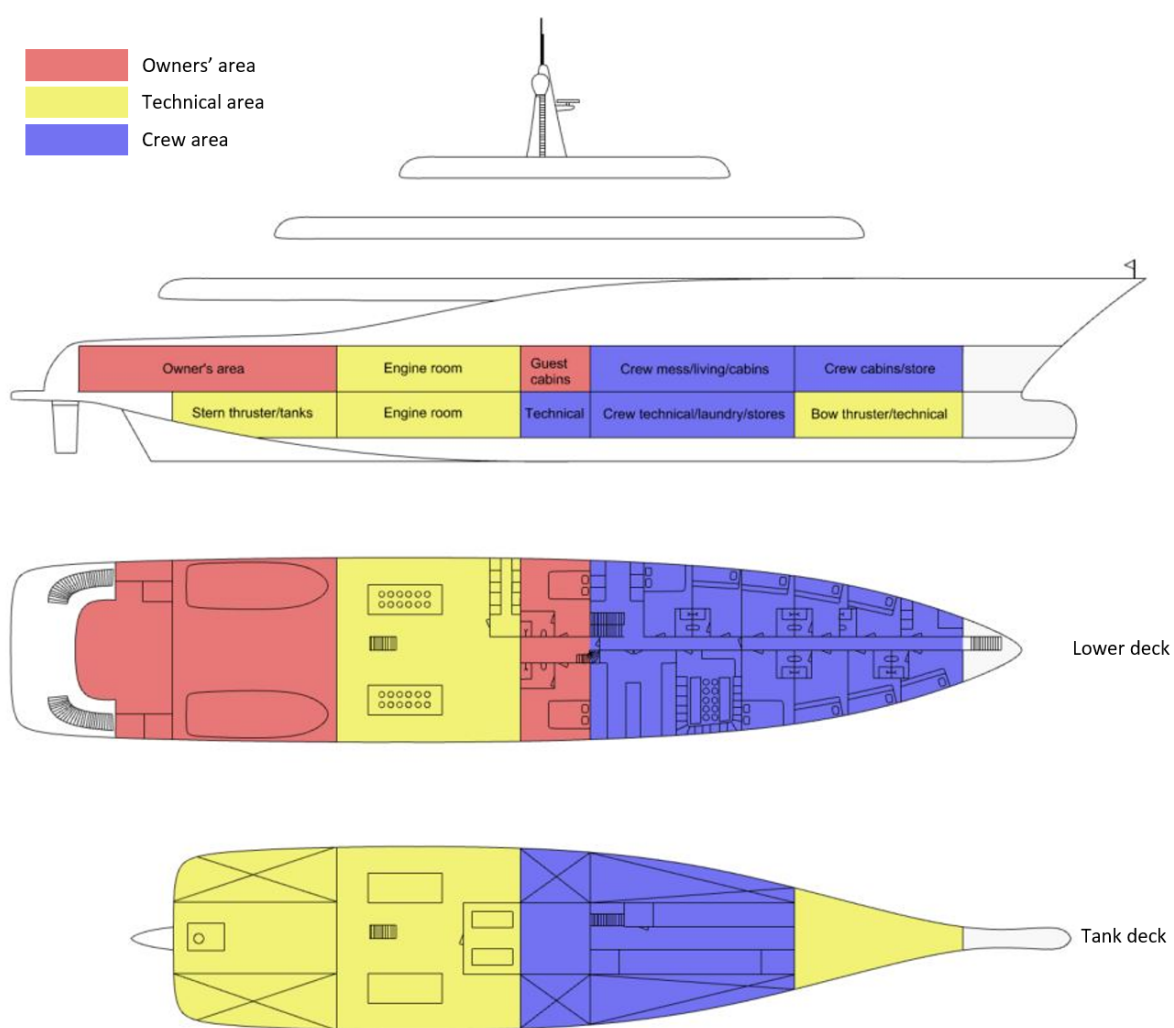 Owners’ area
Technical area
Crew area
Owner's area
Engine room
Guest
cabins
Crew mess/living/cabins
Crew cabins/store
Stern thruster/tanks
Engine room
Technical
Crew technical/laundry/stores
Bow thruster/technical
Lower deck
Tank deck